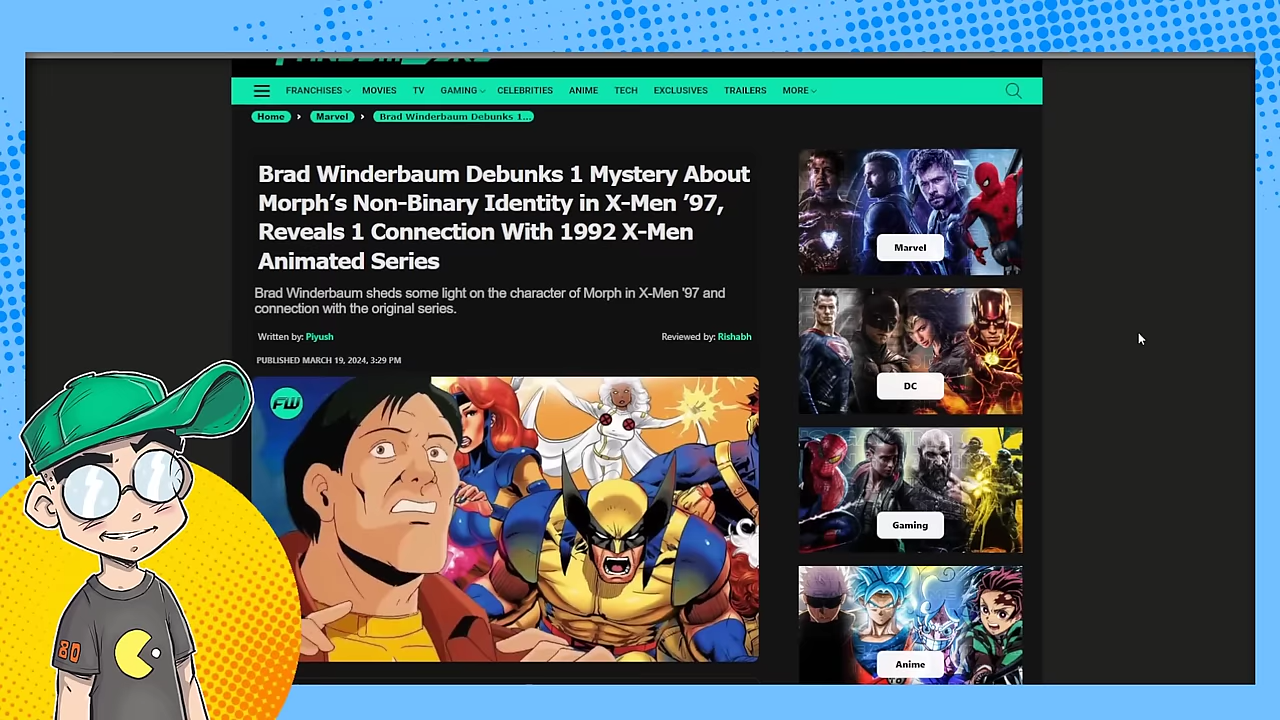 FRANCHISES MOVIES TV GAMING CELEBRITIES ANIME TECH EXCLUSIVES TRAILERS MORE
Home > Marvel > Brad Winderbaum Debunks 1...
Brad Winderbaum Debunks 1 Mystery About
Morph's Non-Binary Identity in X-Men '97,
Reveals 1 Connection With 1992 X-Men
Animated Series
Brad Winderbaum sheds some light on the character of Morph in X-Men '97 and
connection with the original series.
Written by: Piyush
Reviewed by: Rishabh
PUBLISHED MARCH 19, 2024, 3:29 PM
FW
Marvel
DC
Gaming
Anime
80